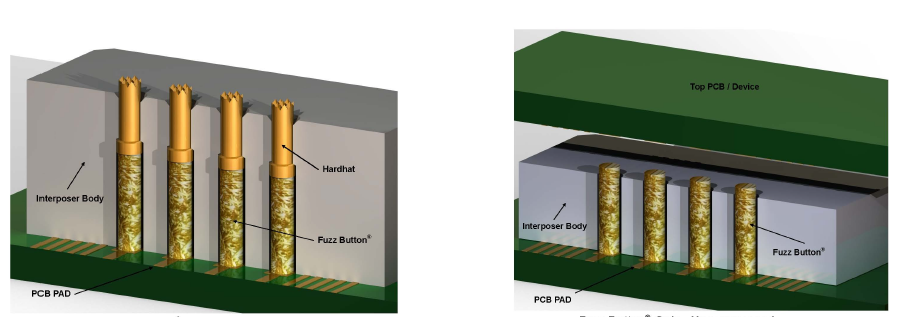 Hardhat
Interposer Body
Fuzz Button®
PCB PAD
Top PCB / Device
Interposer Body
Fuzz Button®
PCB PAD